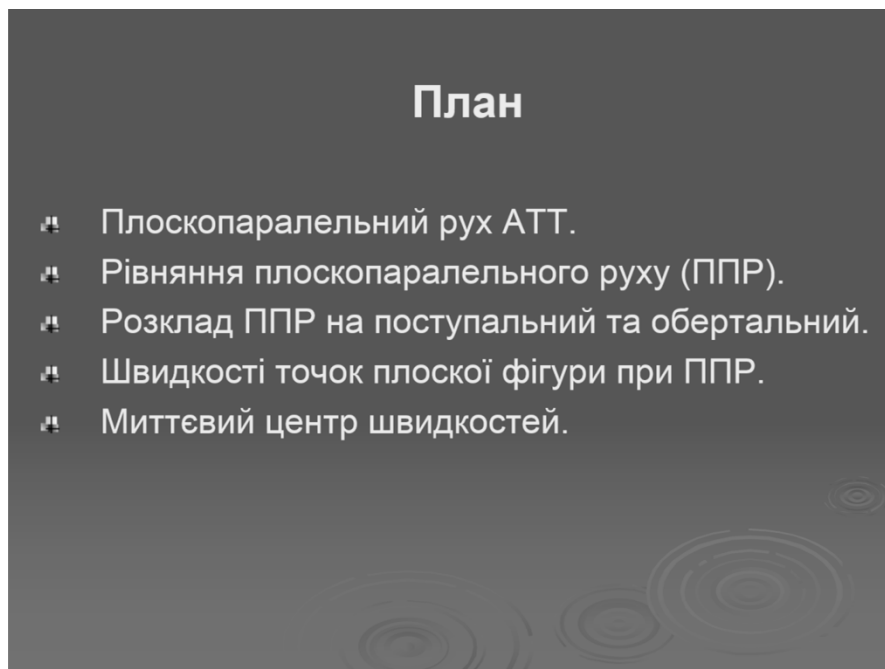 План
Плоскопаралельний рух АТТ.
Рівняння плоскопаралельного руху (ППР).
Розклад ППР на поступальний та обертальний.
Швидкості точок плоскої фігури при ППР.
Миттєвий центр швидкостей.